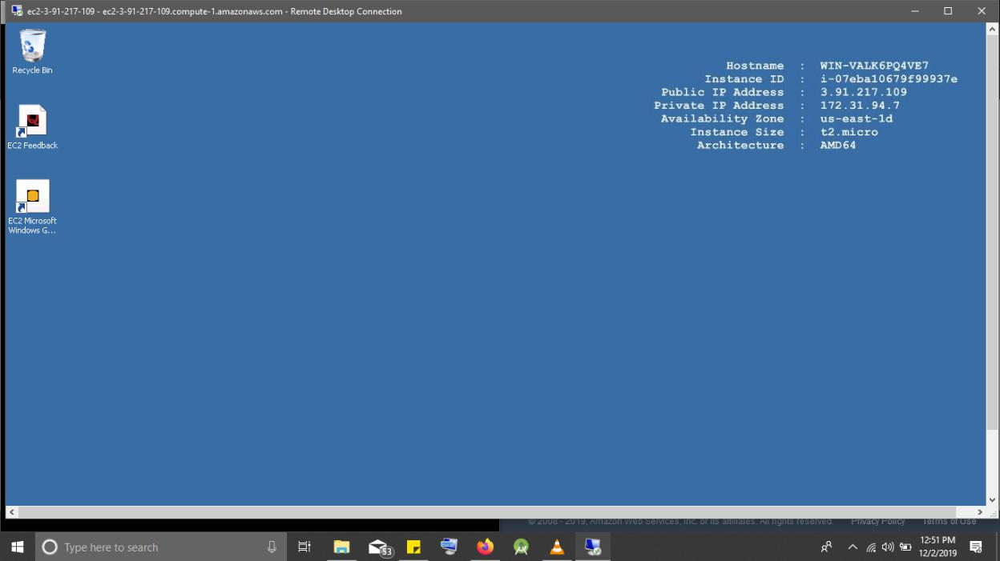 ec2-3-91-217-109 - ec2-3-91-217-109.compute-1.amazonaws.com - Remote Desktop Connection
Recycle Bin
EC2 Feedback
EC2 Microsoft
Windows G...
Hostname : WIN-VALK6PQ4VE7
Instance ID : i-07eba10679f99937e
Public IP Address : 3.91.217.109
Private IP Address : 172.31.94.7
Availability Zone : us-east-1d
Instance Size : t2.micro
Architecture : AMD64
© 2008 - 2019, Amazon Web Services, Inc. or its affiliates. All rights reserved. Privacy Policy Terms of Use
Type here to search
53
12:51 PM
12/2/2019